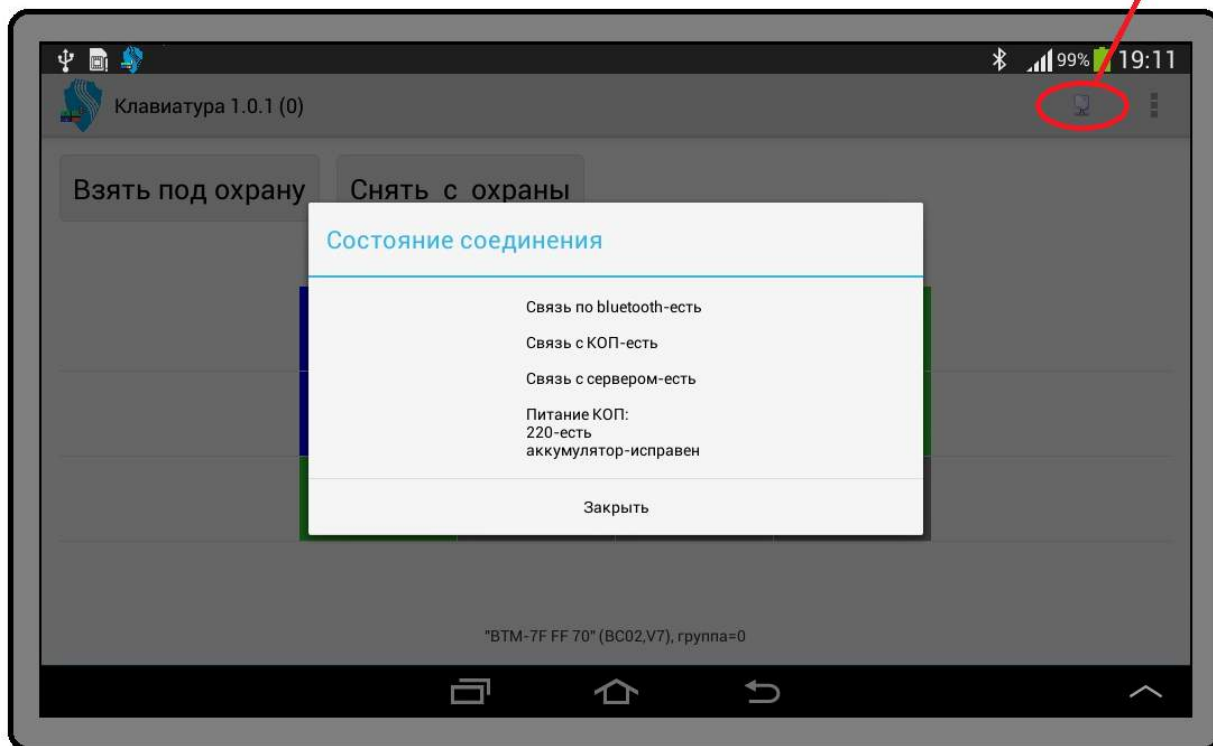 99% 19:11
Клавиатура 1.0.1 (0)
Взять под охрану Снять с охраны
Состояние соединения
Связь по bluetooth-есть
Связь с КОП-есть
Связь с сервером-есть
Питание КОП:
220-есть
аккумулятор-исправен
Закрыть
"BTM-7F FF 70" (BC02,V7), группа=0